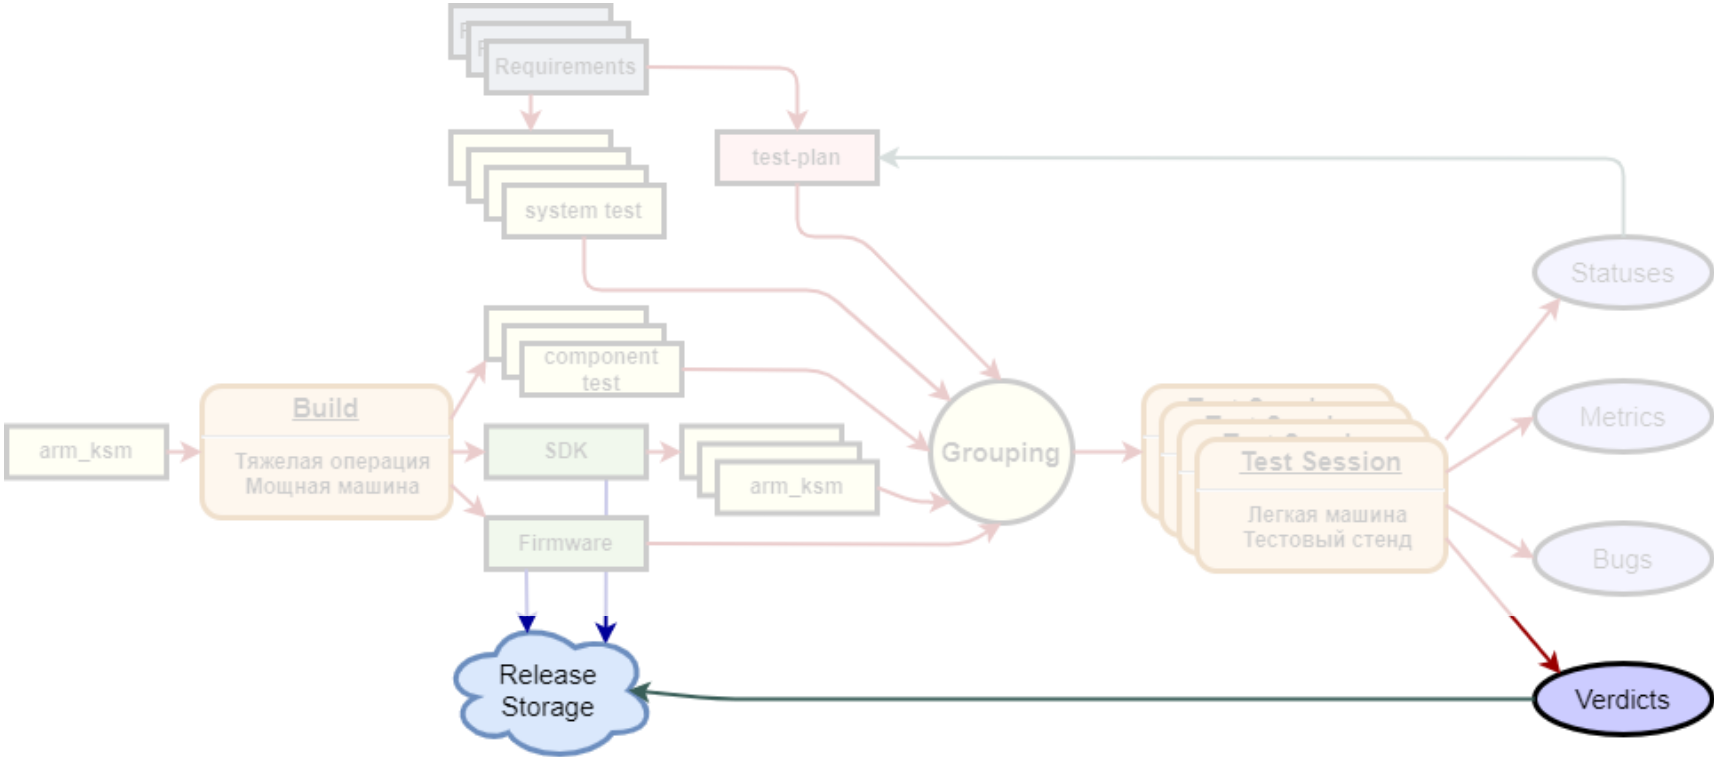 Requirements
test-plan
system test
Statuses
component
test
Build
Тяжелая операция
Мощная машина
arm_ksm
SDK
arm_ksm
Firmware
Grouping
Test Session
Легкая машина
Тестовый стенд
Metrics
Bugs
Release
Storage
Verdicts